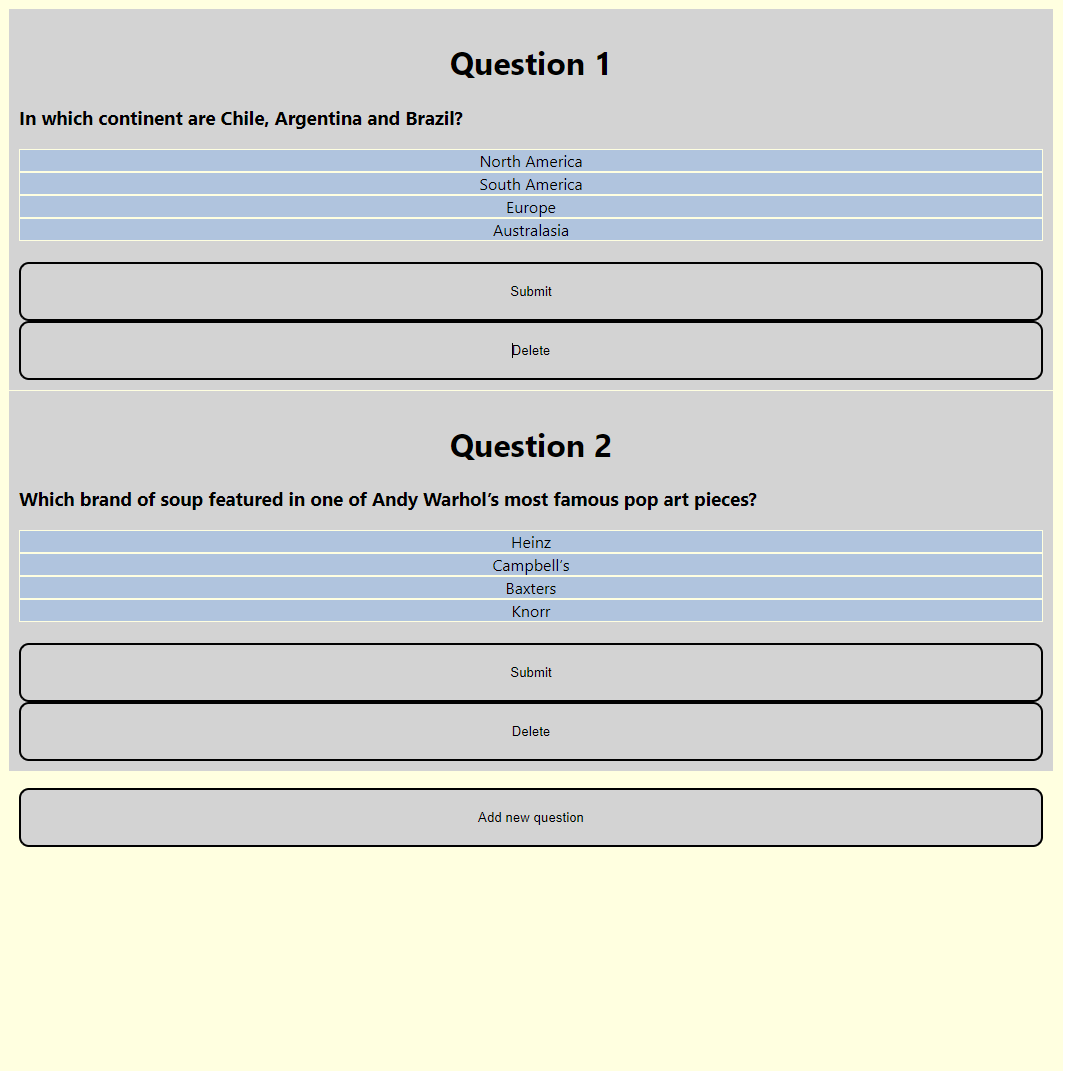 Question 1
In which continent are Chile, Argentina and Brazil?
North America
South America
Europe
Australasia
Submit
Delete
Question 2
Which brand of soup featured in one of Andy Warhol’s most famous pop art pieces?
Heinz
Campbell’s
Baxters
Knorr
Submit
Delete
Add new question